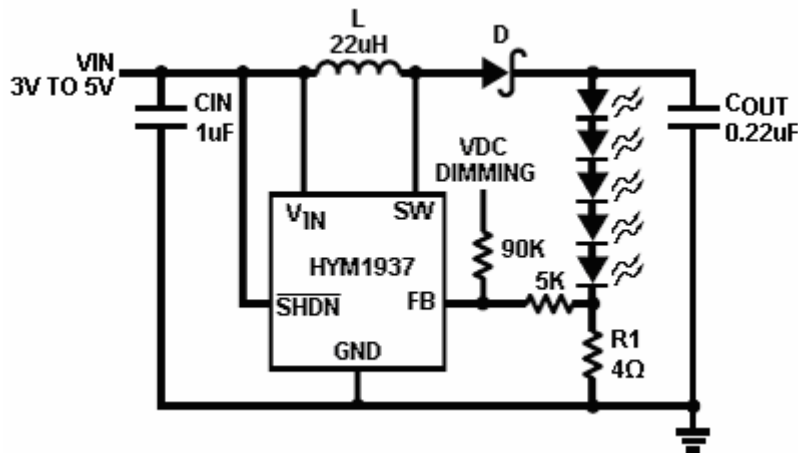 L
22uH
D
VIN
3V TO 5V
CIN
1uF
COUT
0.22uF
VDC
DIMMING
VIN
SW
90K
HYM1937
5K
SHDN
FB
R1
4Ω
GND